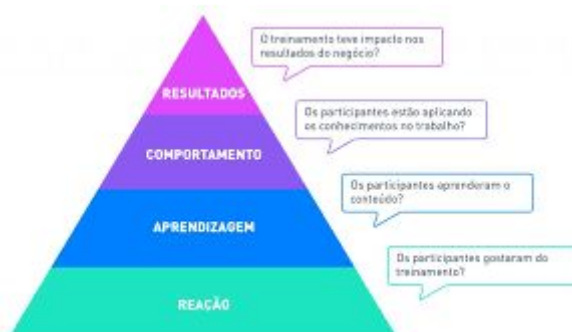 O treinamento teve impacto nos
resultados do negócio?
RESULTADOS
Os participantes estão aplicando
os conhecimentos no trabalho?
COMPORTAMENTO
Os participantes aprenderam o
conteúdo?
APRENDIZAGEM
Os participantes gostaram do
treinamento?
REAÇÃO